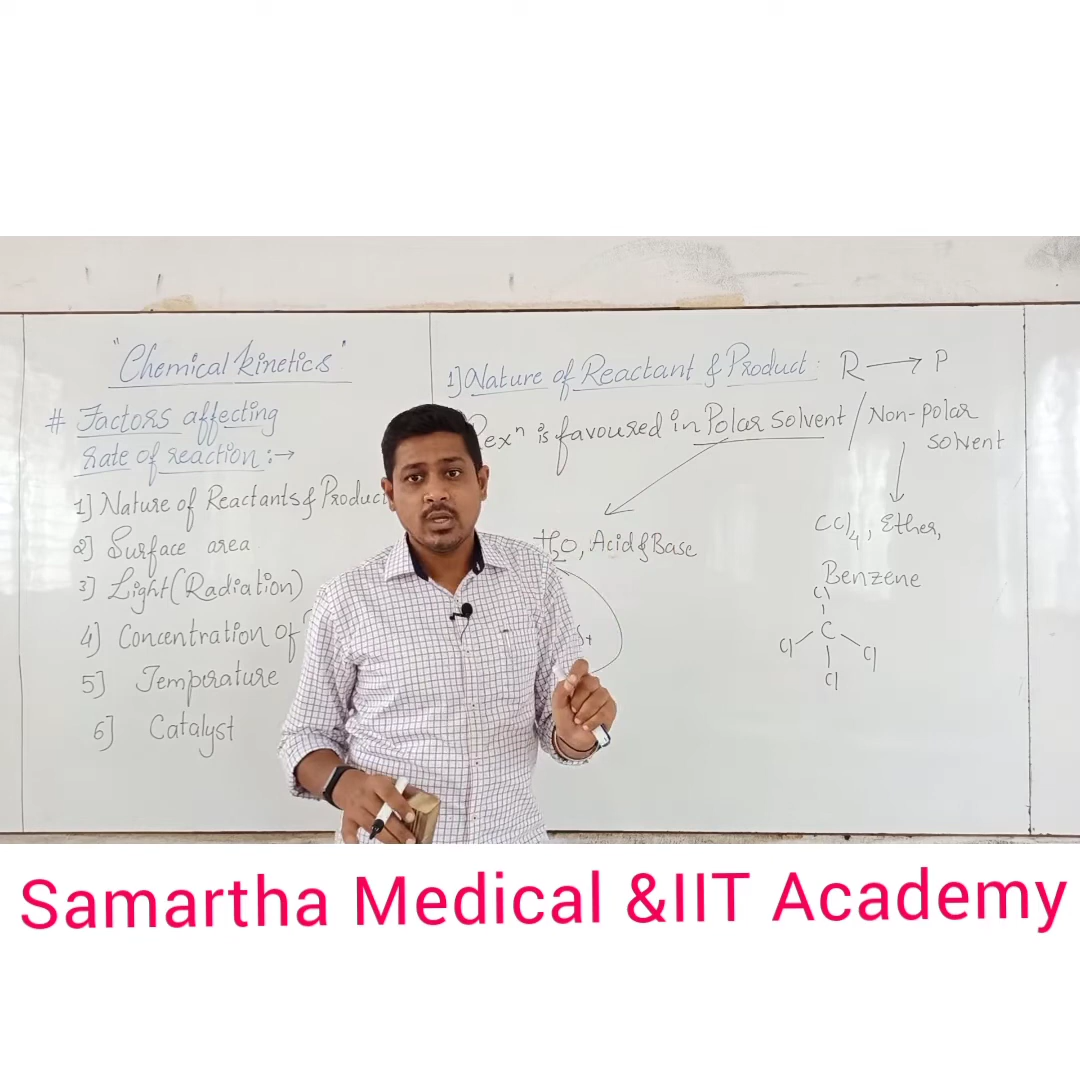 "Chemical kinetics"
# Factors affecting
rate of reaction :→
1] Nature of Reactants & Product
2] Surface area
3] Light (Radiation)
4] Concentration of
5] Temperature
6] Catalyst
1] Nature of Reactant & Product : R → P
Rexⁿ is favoured in Polar solvent / Non-polar
solvent
H₂O, Acid & Base
CCl₄, Ether,
Benzene
Cl
Cl C Cl
Cl
Samartha Medical &IIT Academy